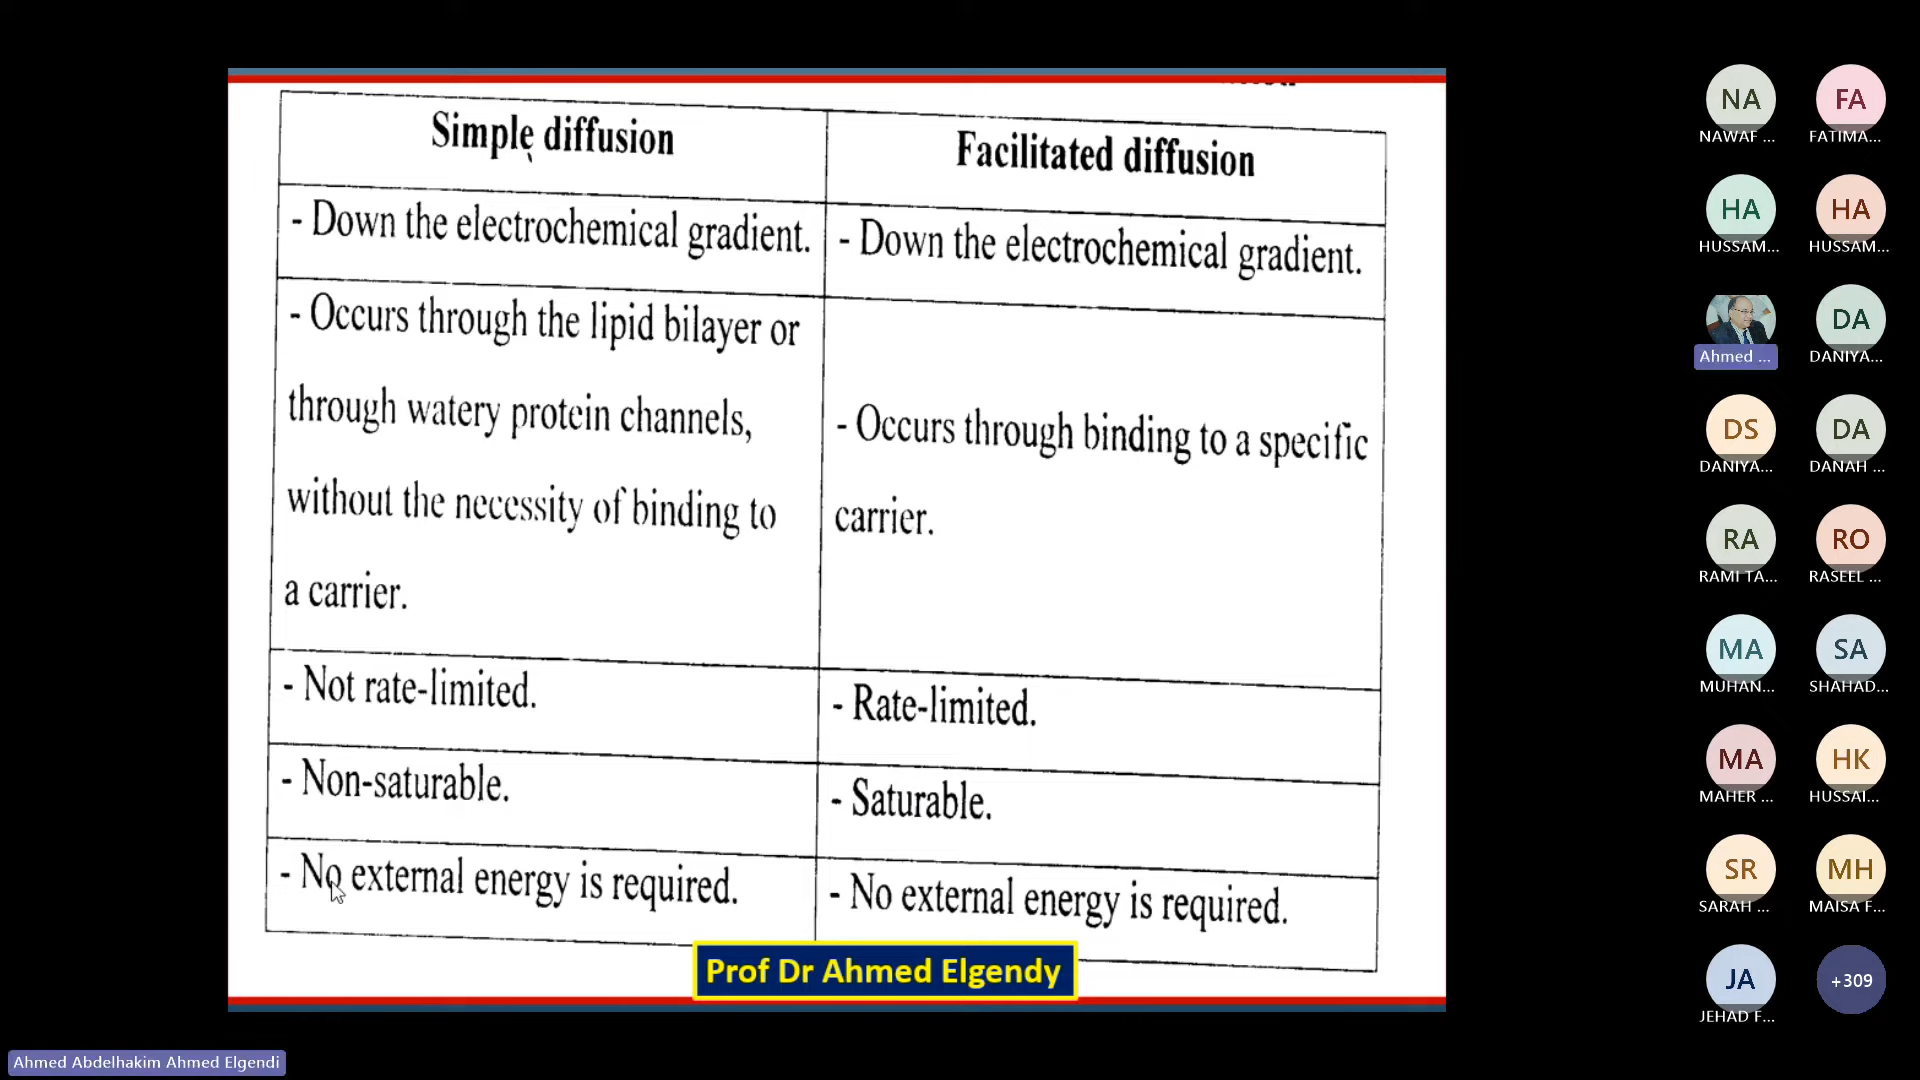 Simple diffusion
Facilitated diffusion
- Down the electrochemical gradient.
- Down the electrochemical gradient.
- Occurs through the lipid bilayer or
through watery protein channels,
without the necessity of binding to
a carrier.
- Occurs through binding to a specific
carrier.
- Not rate-limited.
- Rate-limited.
- Non-saturable.
- Saturable.
- No external energy is required.
- No external energy is required.
Prof Dr Ahmed Elgendy
Ahmed Abdelhakim Ahmed Elgendi
NA
NAWAF ...
FA
FATIMA...
HA
HUSSAM...
HA
HUSSAM...
Ahmed ...
DA
DANIYA...
DS
DANIYA...
DA
DANAH ...
RA
RAMI TA...
RO
RASEEL ...
MA
MUHAN...
SA
SHAHAD...
MA
MAHER ...
HK
HUSSAI...
SR
SARAH ...
MH
MAISA F...
JA
JEHAD F...
+309